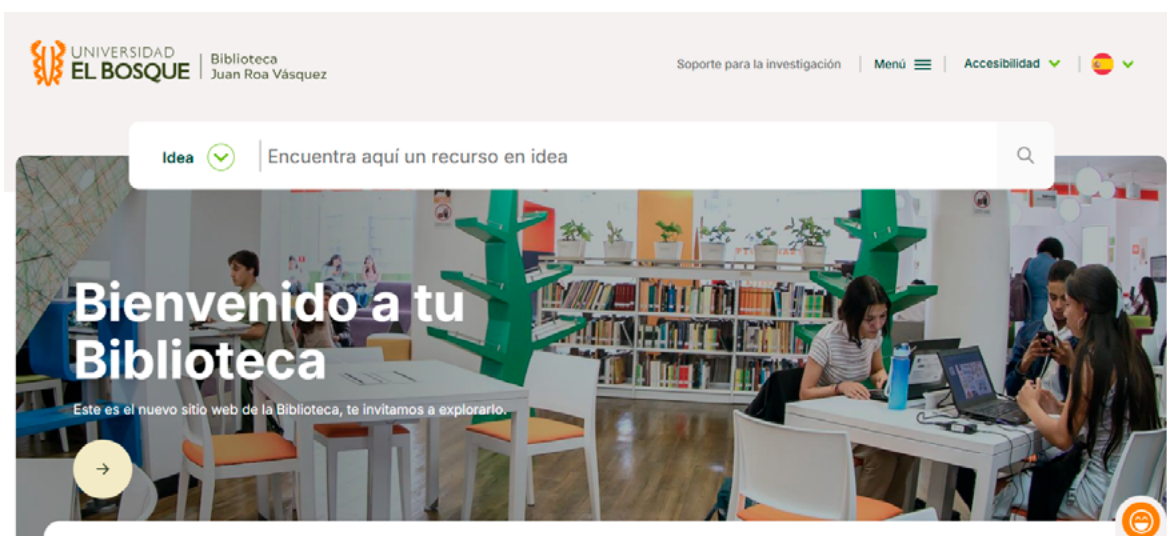 UNIVERSIDAD
EL BOSQUE
Biblioteca
Juan Roa Vásquez
Soporte para la investigación
Menú
Accesibilidad
Idea
Encuentra aquí un recurso en idea
Bienvenido a tu
Biblioteca
Este es el nuevo sitio web de la Biblioteca, te invitamos a explorarlo.